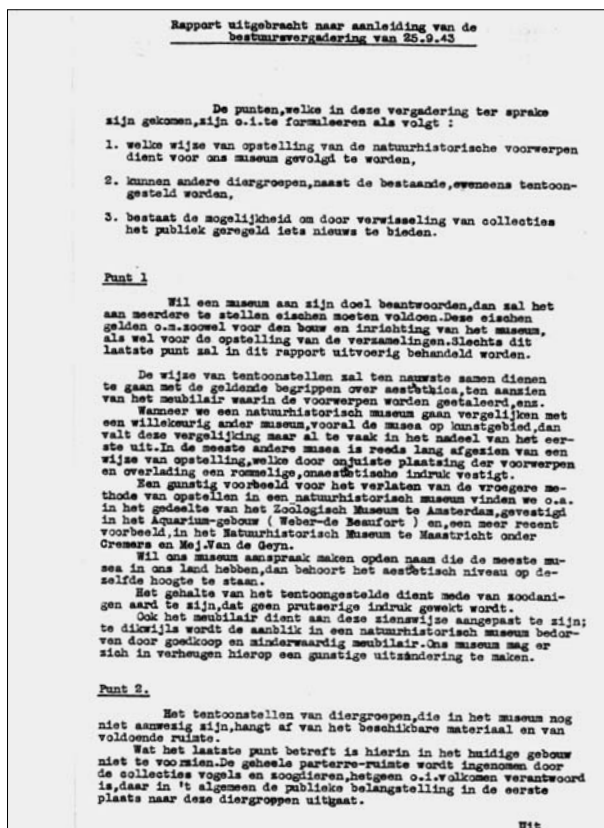 Rapport uitgebracht naar aanleiding van de
bestuursvergadering van 25.9.43
De punten,welke in deze vergadering ter sprake
zijn gekomen,zijn o.i.te formuleeren als volgt :
1. welke wijze van opstelling van de natuurhistorische voorwerpen
dient voor ons museum gevolgd te worden,
2. kunnen andere diergroepen,naast de bestaande,eveneens tentoon-
gesteld worden,
3. bestaat de mogelijkheid om door verwisseling van collecties
het publiek geregeld iets nieuws te bieden.
Punt 1
Wil een museum aan zijn doel beantwoorden,dan zal het
aan meerdere te stellen eischen moeten voldoen.Deze eischen
gelden o.m.zoowel voor den bouw en inrichting van het museum,
als wel voor de opstelling van de verzamelingen.Slechts dit
laatste punt zal in dit rapport uitvoerig behandeld worden.
De wijze van tentoonstellen zal ten nauwste samen dienen
te gaan met de geldende begrippen over aesthethica,ten aanzien
van het meubilair waarin de voorwerpen worden geetaleerd,enz.
Wanneer we een natuurhistorisch museum gaan vergelijken met
een willekeurig ander museum,vooral de musea op kunstgebied,dan
valt deze vergelijking maar al te vaak in het nadeel van het eer-
ste uit.In de meeste andere musea is reeds lang afgezien van een
wijze van opstelling,welke door onjuiste plaatsing der voorwerpen
en overlading een rommelige,onaesthetische indruk vestigt.
Een gunstig voorbeeld voor het verlaten van de vroegere me-
thode van opstellen in een natuurhistorisch museum vinden we o.a.
in het gedeelte van het Zoölogisch Museum te Amsterdam,gevestigd
in het Aquarium-gebouw ( Weber-de Beaufort ) en,een meer recent
voorbeeld,in het Natuurhistorisch Museum te Maastricht onder
Cremers en Mej.Van de Geyn.
Wil ons museum aanspraak maken opden naam die de meeste mu-
sea in ons land hebben,dan behoort het aesthetisch niveau op de-
zelfde hoogte te staan.
Het gehalte van het tentoongestelde dient mede van zoodani-
gen aard te zijn,dat geen prutserige indruk gewekt wordt.
Ook het meubilair dient aan deze zienswijze aangepast te zijn;
te dikwijls wordt de aanblik in een natuurhistorisch museum bedor-
ven door goedkoop en minderwaardig meubilair.Ons museum mag er
zich in verheugen hierop een gunstige uitzondering te maken.
Punt 2.
Het tentoonstellen van diergroepen,die in het museum nog
niet aanwezig zijn,hangt af van het beschikbare materiaal en van
voldoende ruimte.
Wat het laatste punt betreft is hierin in het huidige gebouw
niet te voorzien.De geheele parterre-ruimte wordt ingenomen door
de collecties vogels en zoogdieren,hetgeen o.i.volkomen verantwoord
is,daar in 't algemeen de publieke belangstelling in de eerste
plaats naar deze diergroppen uitgaat.
Uit